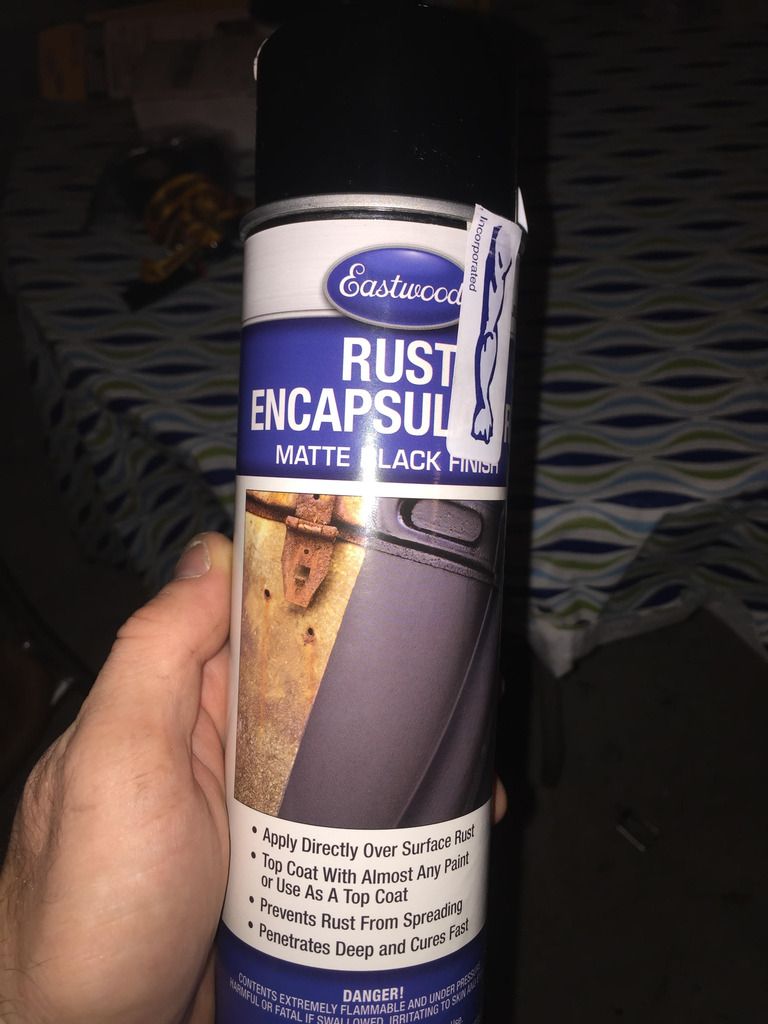 Eastwood
Incorporated
RUST
ENCAPSUL R
MATTE LACK FINISH
• Apply Directly Over Surface Rust
• Top Coat With Almost Any Paint
or Use As A Top Coat
• Prevents Rust From Spreading
• Penetrates Deep and Cures Fast
DANGER!
CONTENTS EXTREMELY FLAMMABLE AND UNDER PRESSU
HARMFUL OR FATAL IF SWALLOWED. IRRITATING TO SKIN AND